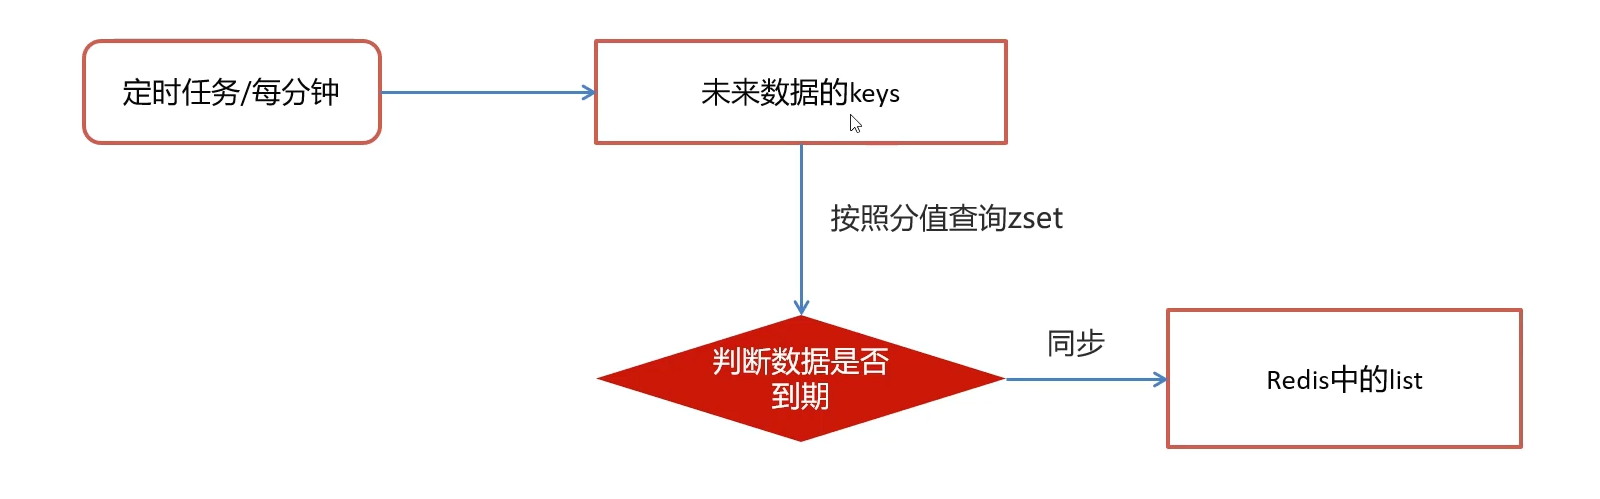 定时任务/每分钟
未来数据的keys
按照分值查询zset
判断数据是否
到期
同步
Redis中的list